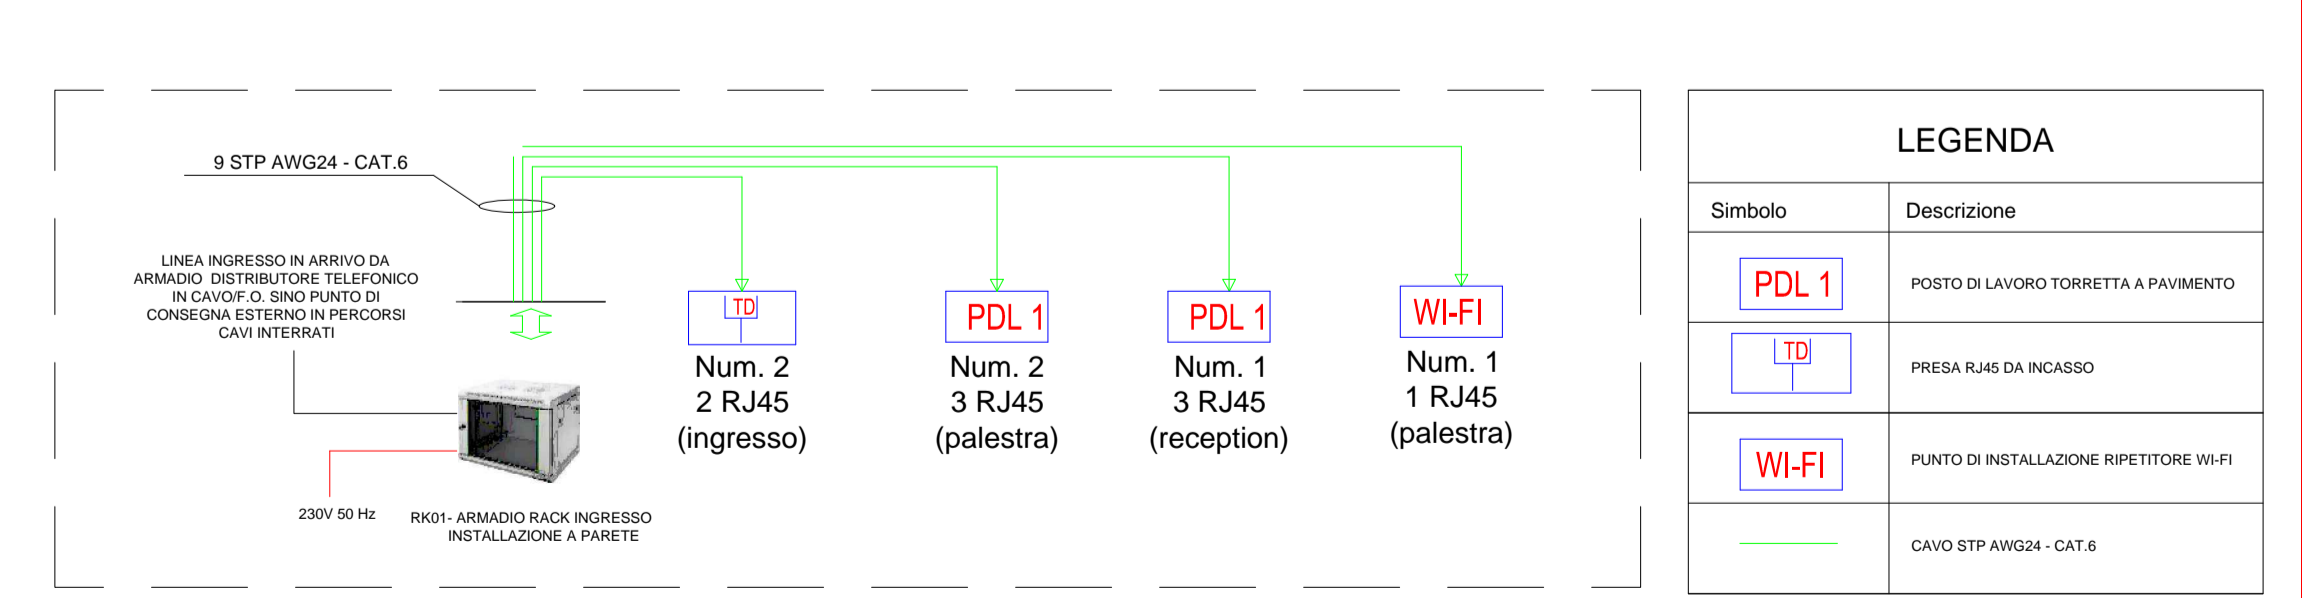 9 STP AWG24 - CAT.6
LINEA INGRESSO IN ARRIVO DA
ARMADIO DISTRIBUTORE TELEFONICO
IN CAVO/F.O. SINO PUNTO DI
CONSEGNA ESTERNO IN PERCORSI
CAVI INTERRATI
230V 50 Hz
RK01- ARMADIO RACK INGRESSO
INSTALLAZIONE A PARETE
TD
Num. 2
2 RJ45
(ingresso)
PDL 1
Num. 2
3 RJ45
(palestra)
PDL 1
Num. 1
3 RJ45
(reception)
WI-FI
Num. 1
1 RJ45
(palestra)
LEGENDA
Simbolo
Descrizione
PDL 1
POSTO DI LAVORO TORRETTA A PAVIMENTO
TD
PRESA RJ45 DA INCASSO
WI-FI
PUNTO DI INSTALLAZIONE RIPETITORE WI-FI
CAVO STP AWG24 - CAT.6